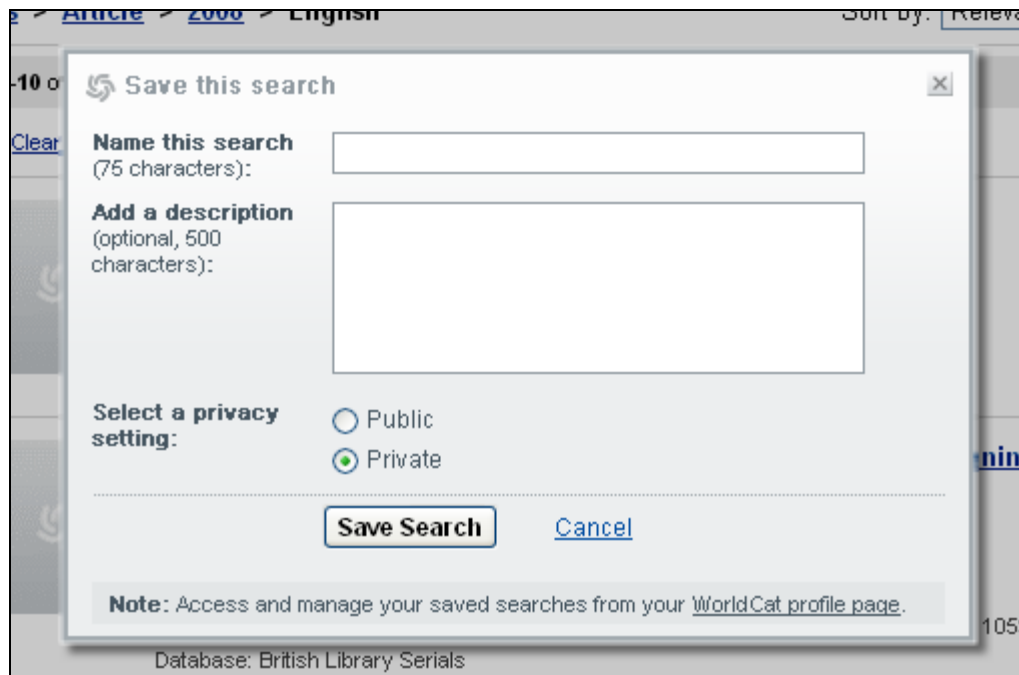 > Article > 2008 > English
Sort by: Releva
-10 o
Save this search
Clear
Name this search
(75 characters):
Add a description
(optional, 500
characters):
Select a privacy
setting:
Public
Private
nin
Save Search Cancel
Note: Access and manage your saved searches from your WorldCat profile page.
105
Database: British Library Serials